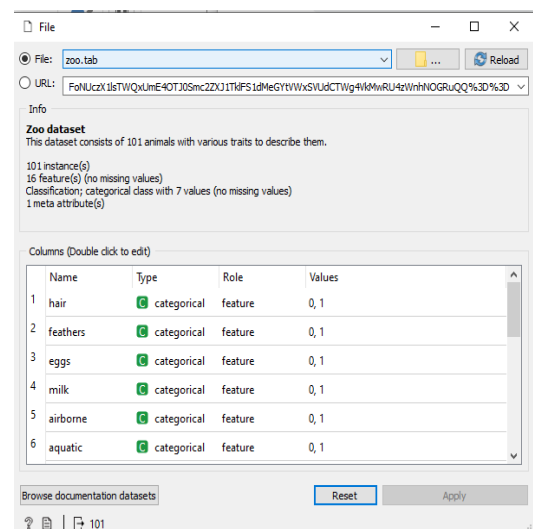 File
File: zoo.tab ... Reload
URL: FoNUczX1lsTWQxUmE4OTJ0Smc2ZXJ1TkFS1dMeGYtVWxSVUdCTWg4VkMwRU4zWnhNOGRuQQ%3D%3D
Info
Zoo dataset
This dataset consists of 101 animals with various traits to describe them.
101 instance(s)
16 feature(s) (no missing values)
Classification; categorical class with 7 values (no missing values)
1 meta attribute(s)
Columns (Double click to edit)
Name Type Role Values
1 hair C categorical feature 0, 1
2 feathers C categorical feature 0, 1
3 eggs C categorical feature 0, 1
4 milk C categorical feature 0, 1
5 airborne C categorical feature 0, 1
6 aquatic C categorical feature 0, 1
Browse documentation datasets Reset Apply
? 101